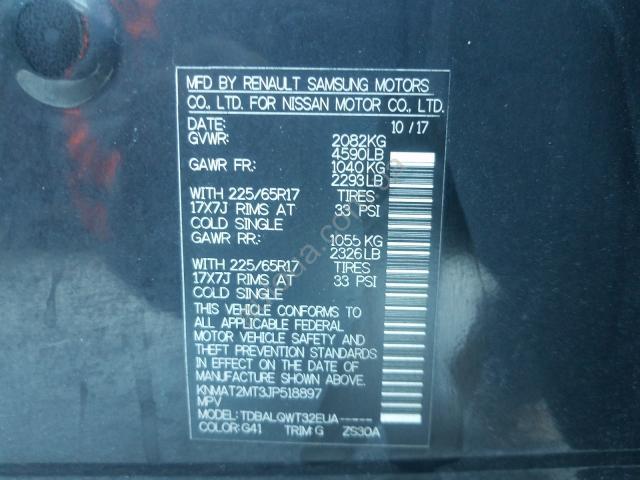 MFD BY RENAULT SAMSUNG MOTORS
CO., LTD. FOR NISSAN MOTOR CO., LTD.
DATE: 10 / 17
GVWR: 2082KG
4590LB
GAWR FR: 1040 KG
2293 LB
WITH 225/65R17 TIRES
17X7J RIMS AT 33 PSI
COLD SINGLE
GAWR RR: 1055 KG
2326 LB
WITH 225/65R17 TIRES
17X7J RIMS AT 33 PSI
COLD SINGLE
THIS VEHICLE CONFORMS TO
ALL APPLICABLE FEDERAL
MOTOR VEHICLE SAFETY AND
THEFT PREVENTION STANDARDS
IN EFFECT ON THE DATE OF
MANUFACTURE SHOWN ABOVE.
KNMAT2MT3JP518897
MPV
MODEL: TDBALQWT32EUA-----
COLOR: G41 TRIM: G ZS30A